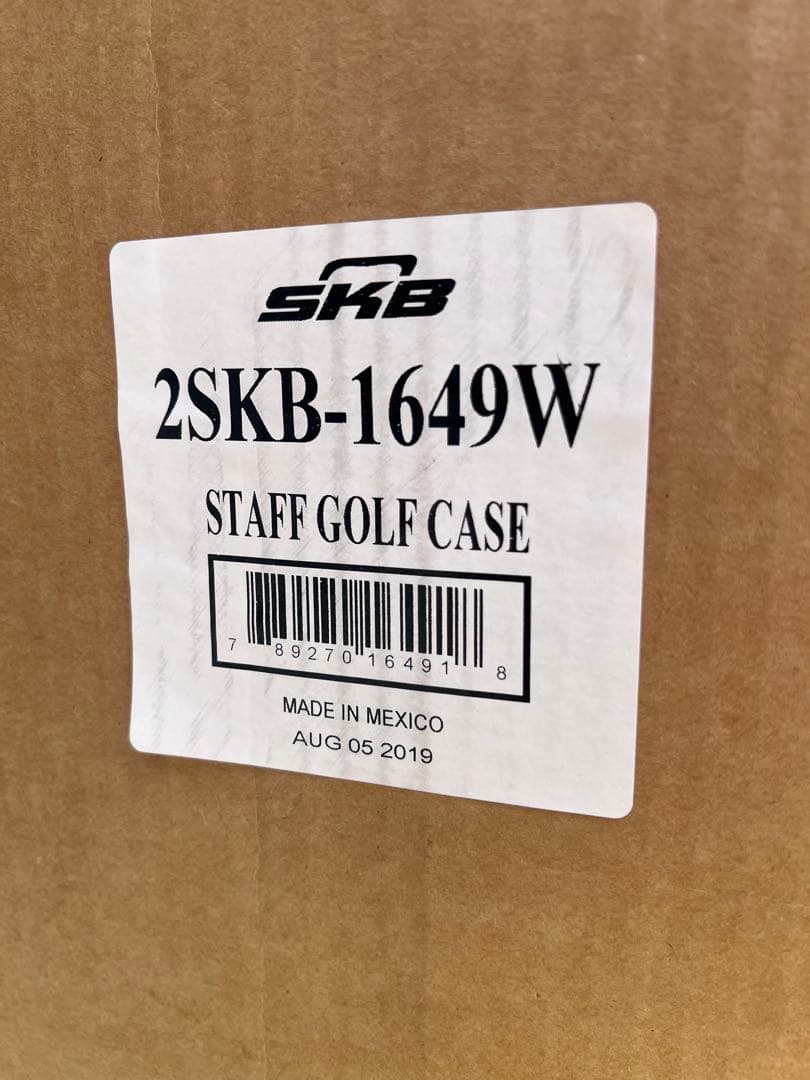 SKB
2SKB-1649W
STAFF GOLF CASE
7 89270 16491 8
MADE IN MEXICO
AUG 05 2019